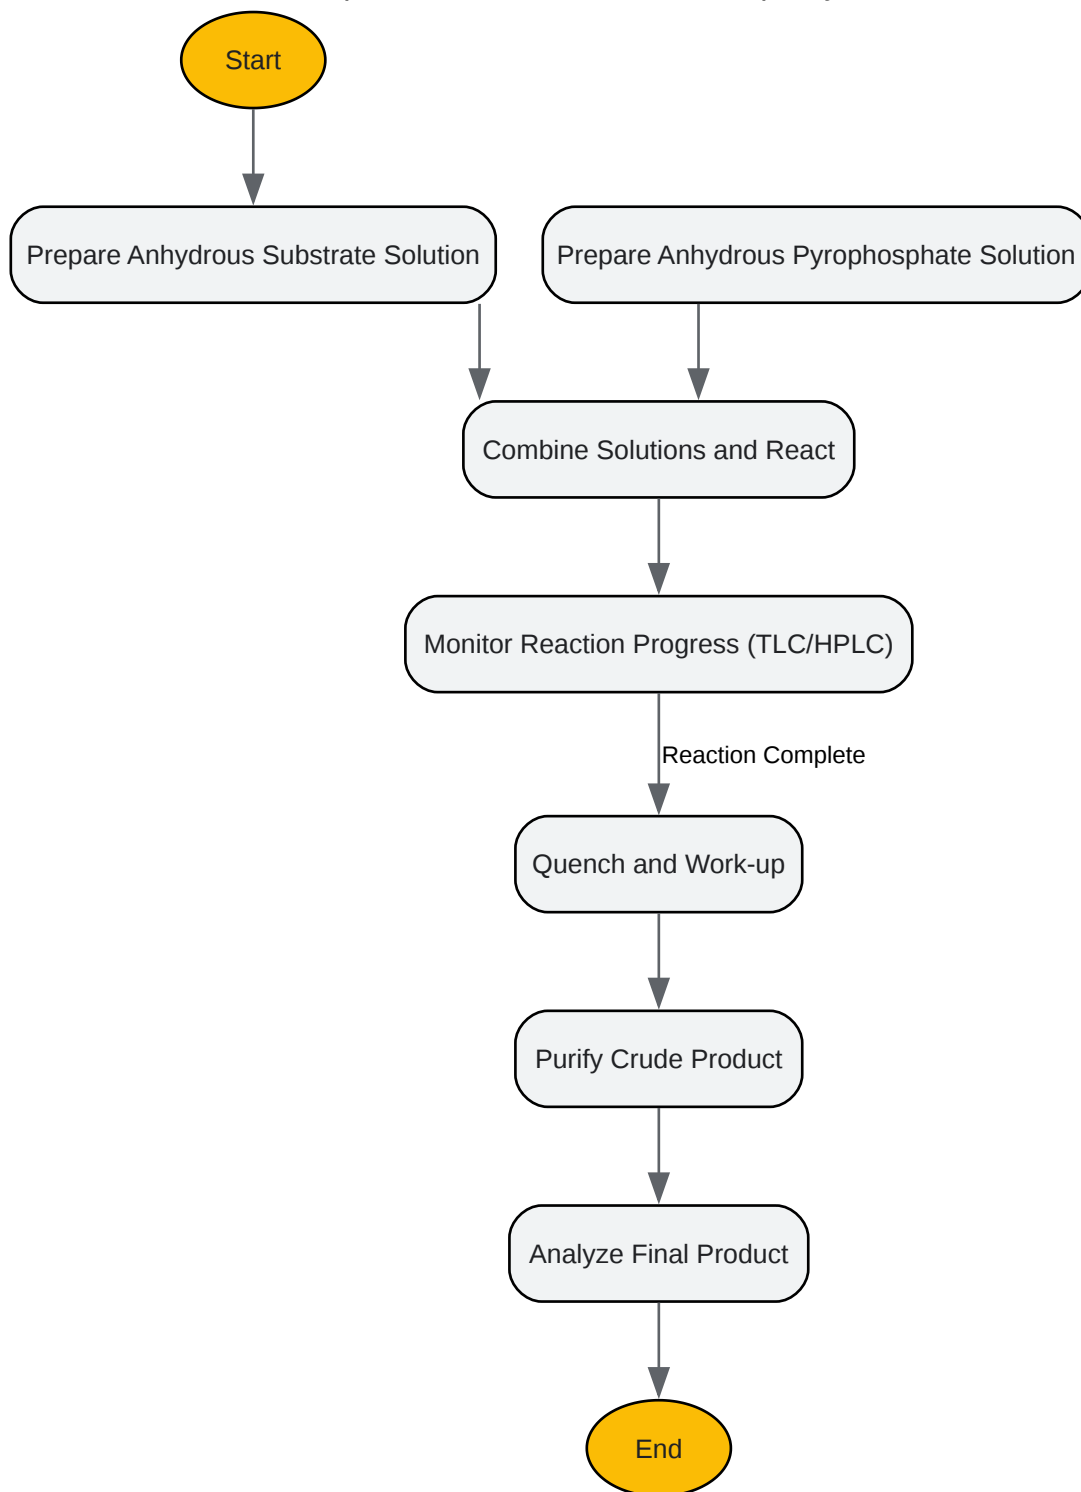 Start
Prepare Anhydrous Substrate Solution
Prepare Anhydrous Pyrophosphate Solution
Combine Solutions and React
Monitor Reaction Progress (TLC/HPLC)
Reaction Complete
Quench and Work-up
Purify Crude Product
Analyze Final Product
End